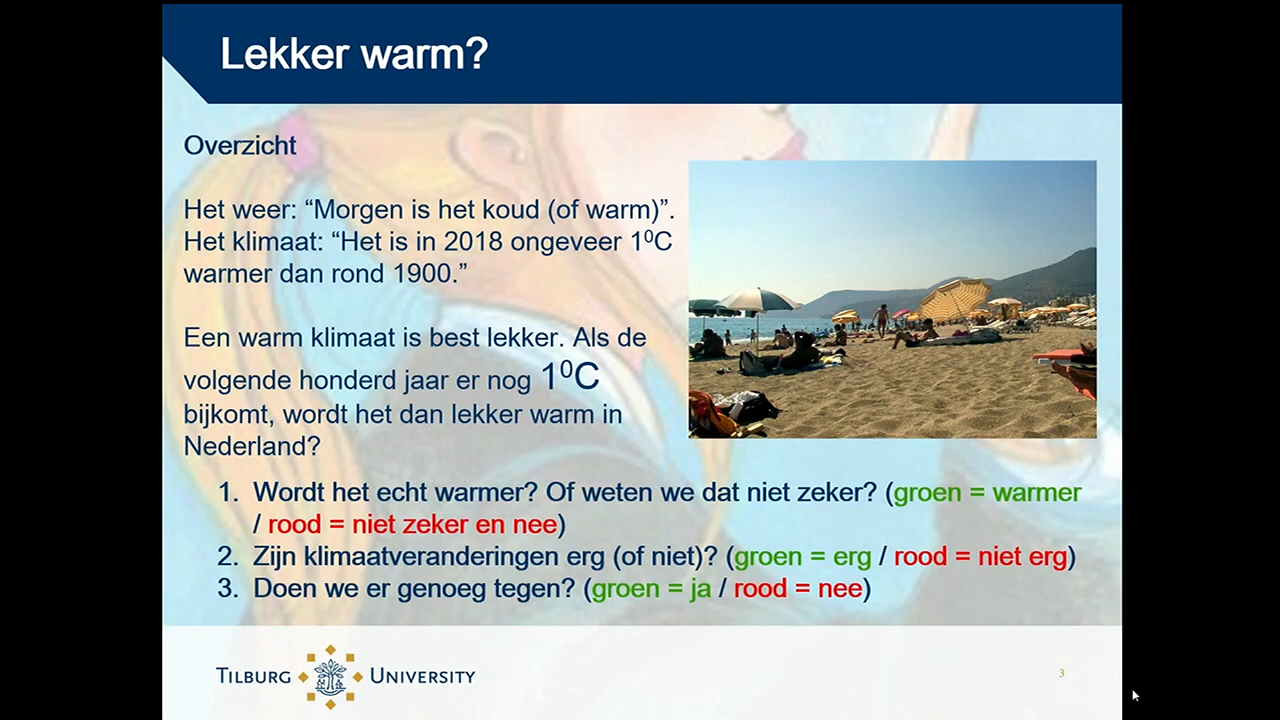 Lekker warm?
Overzicht
Het weer: “Morgen is het koud (of warm)”.
Het klimaat: “Het is in 2018 ongeveer 1⁰C
warmer dan rond 1900.”
Een warm klimaat is best lekker. Als de
volgende honderd jaar er nog 1⁰C
bijkomt, wordt het dan lekker warm in
Nederland?
1. Wordt het echt warmer? Of weten we dat niet zeker? (groen = warmer
/ rood = niet zeker en nee)
2. Zijn klimaatveranderingen erg (of niet)? (groen = erg / rood = niet erg)
3. Doen we er genoeg tegen? (groen = ja / rood = nee)
TILBURG UNIVERSITY
3